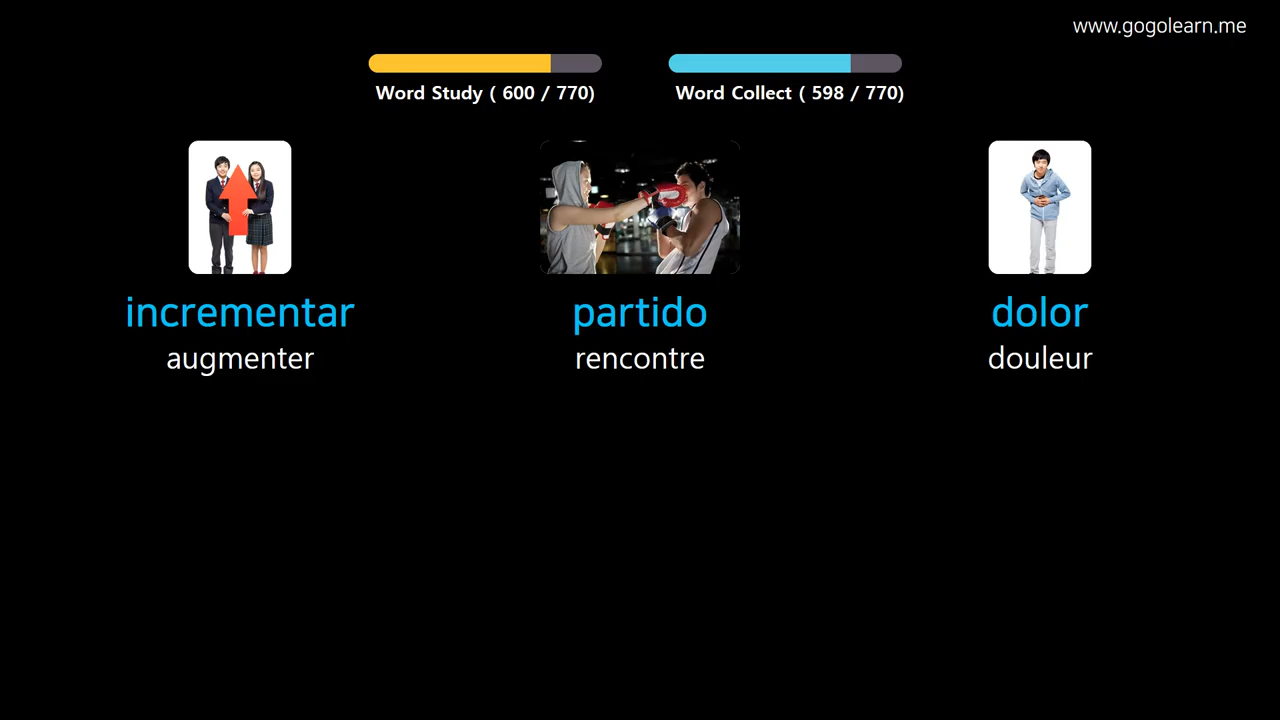 www.gogolearn.me
Word Study ( 600 / 770)
Word Collect ( 598 / 770)
incrementar
augmenter
partido
rencontre
dolor
douleur